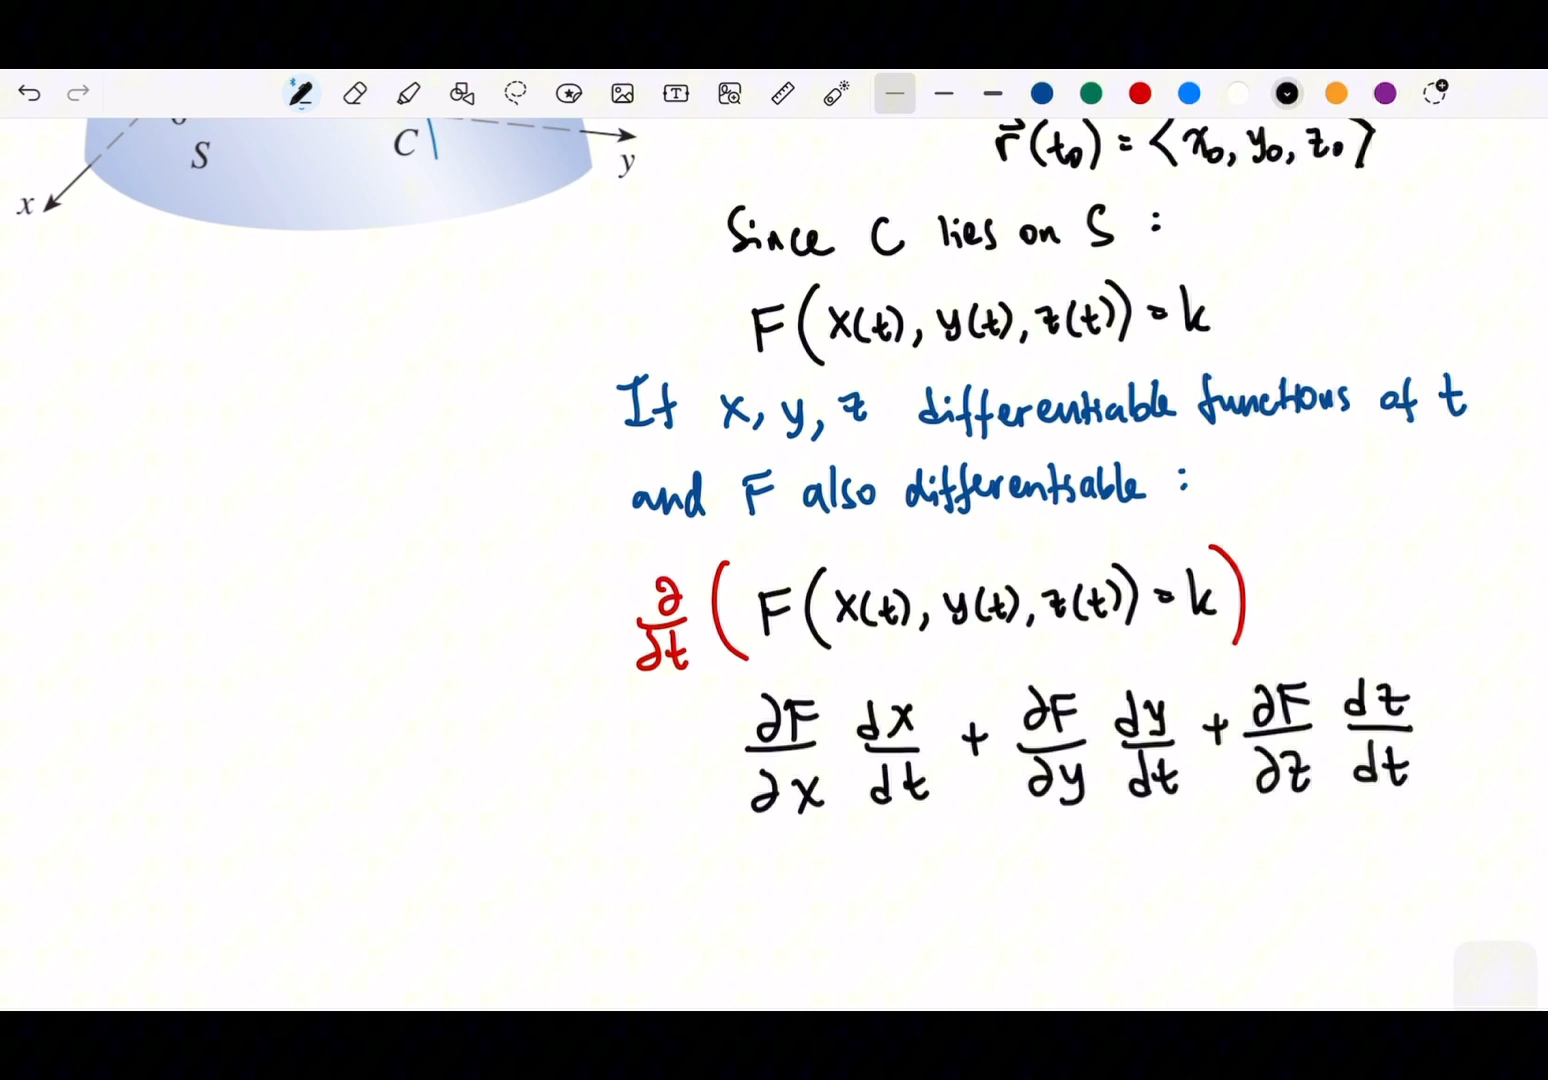 S
C
y
x
r⃗(t₀) = ⟨x₀, y₀, z₀⟩
Since C lies on S :
F(x(t), y(t), z(t)) = k
If x, y, z differentiable functions of t
and F also differentiable :
∂/∂t ( F(x(t), y(t), z(t)) = k )
∂F/∂x dx/dt + ∂F/∂y dy/dt + ∂F/∂z dz/dt